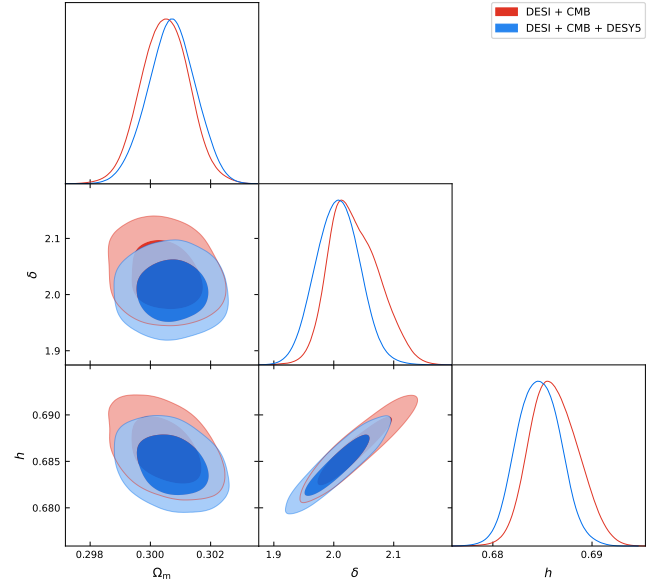 DESI + CMB
DESI + CMB + DESY5
δ
2.1
2.0
1.9
h
0.690
0.685
0.680
0.298 0.300 0.302
1.9 2.0 2.1
0.68 0.69
Ωm
δ
h